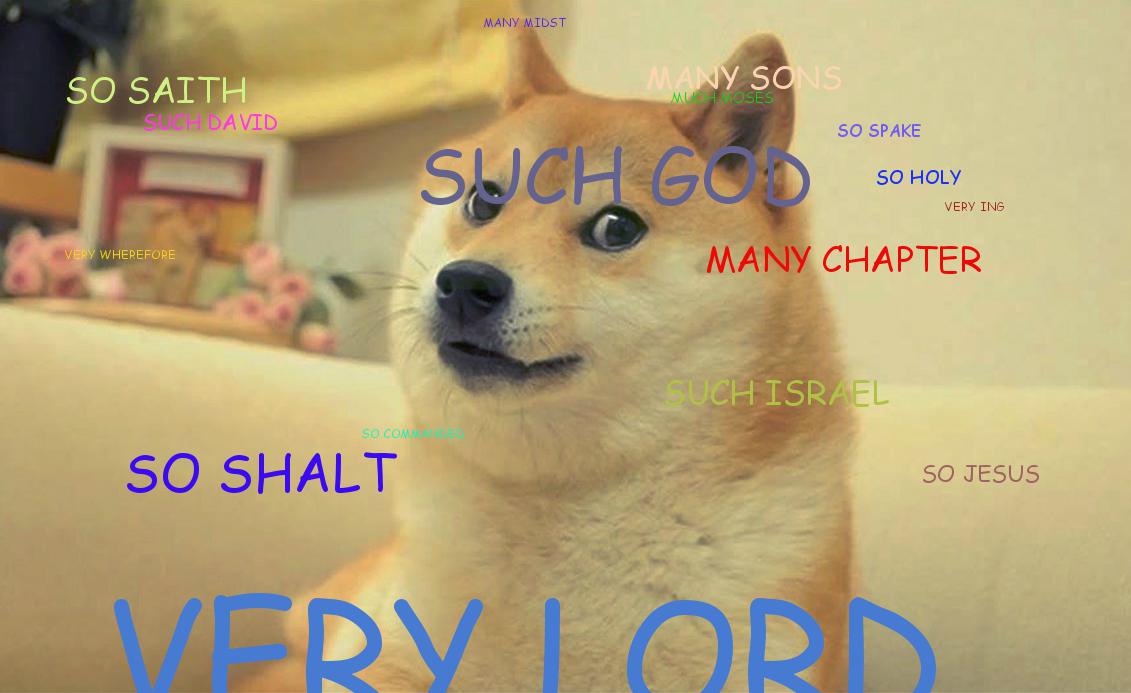 MANY MIDST
SO SAITH
MANY SONS
MUCH MOSES
SUCH DAVID
SO SPAKE
SUCH GOD
SO HOLY
VERY ING
VERY WHEREFORE
MANY CHAPTER
SUCH ISRAEL
SO COMMANDED
SO SHALT
SO JESUS
VERY LORD